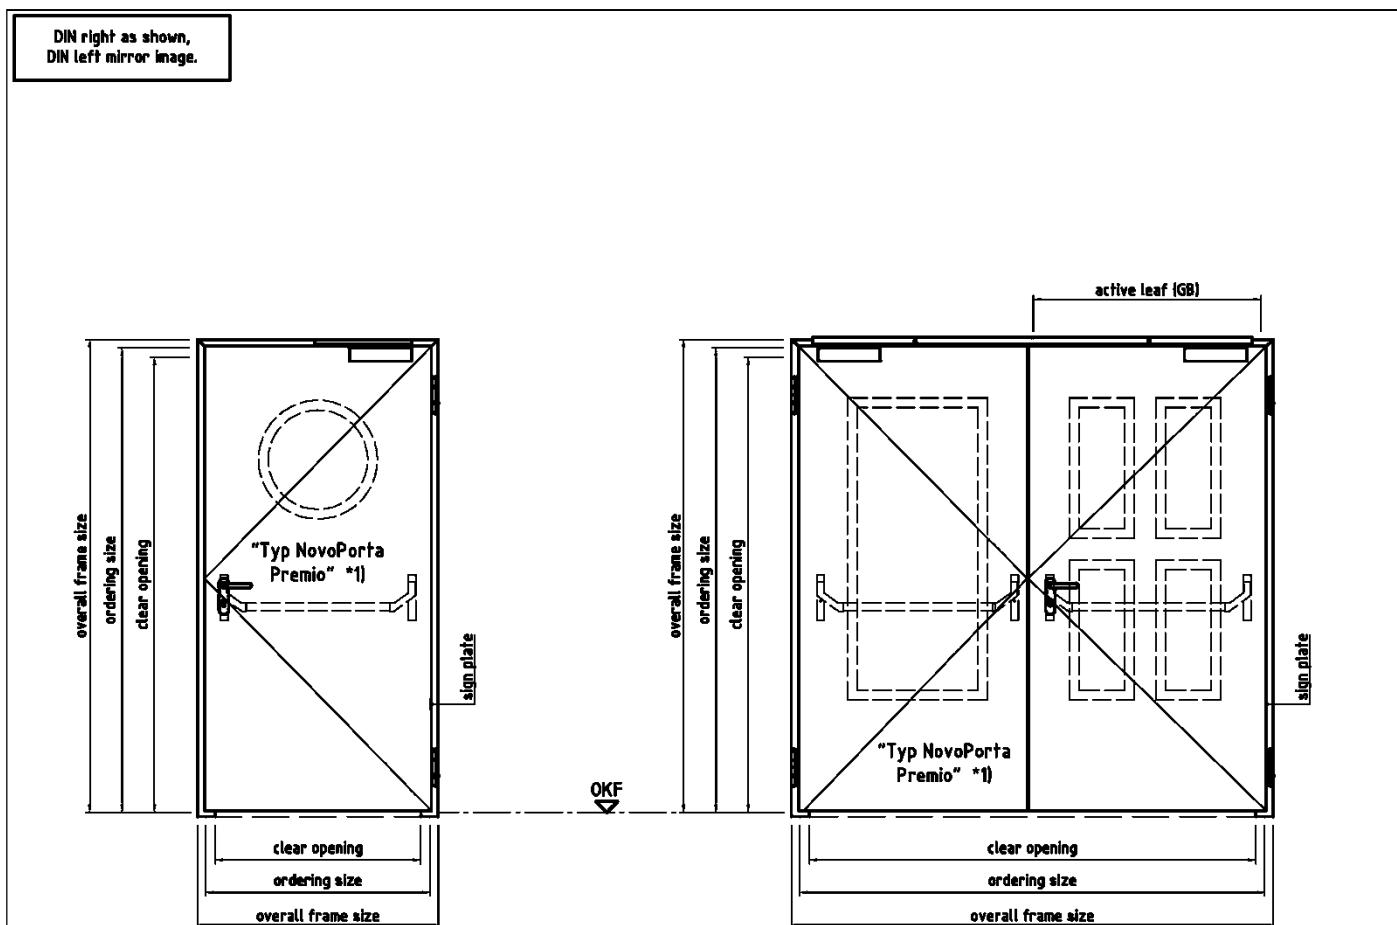 DIN right as shown,
DIN left mirror image.
active leaf (GB)
overall frame size
ordering size
clear opening
"Typ NovoPorta
Premio" *1)
sign plate
overall frame size
ordering size
clear opening
sign plate
"Typ NovoPorta
Premio" *1)
OKF
clear opening
ordering size
overall frame size
clear opening
ordering size
overall frame size